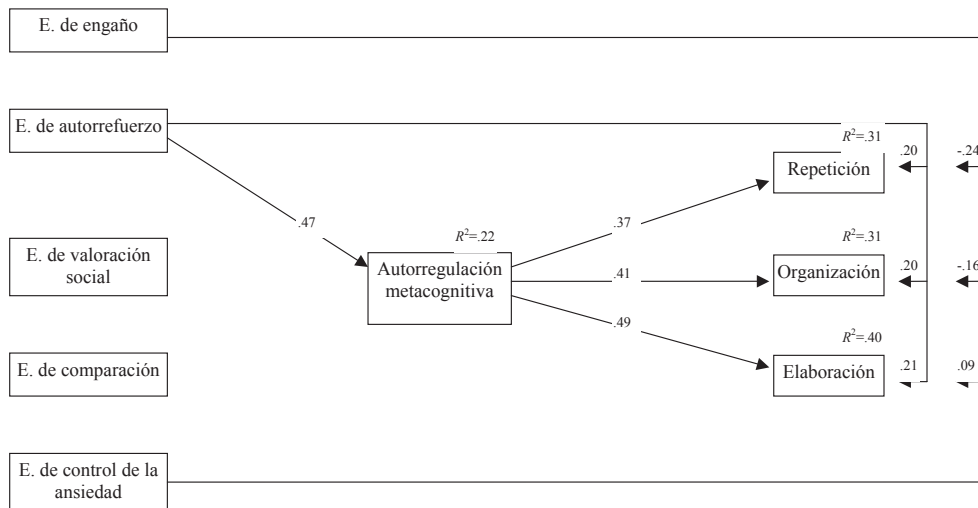 E. de engaño
E. de autorrefuerzo
R²=.31
.20
-.24
Repetición
.47
.37
R²=.22
R²=.31
E. de valoración
social
Autorregulación
metacognitiva
.41
Organización
.20
-.16
.49
R²=.40
E. de comparación
Elaboración
.21
.09
E. de control de la
ansiedad